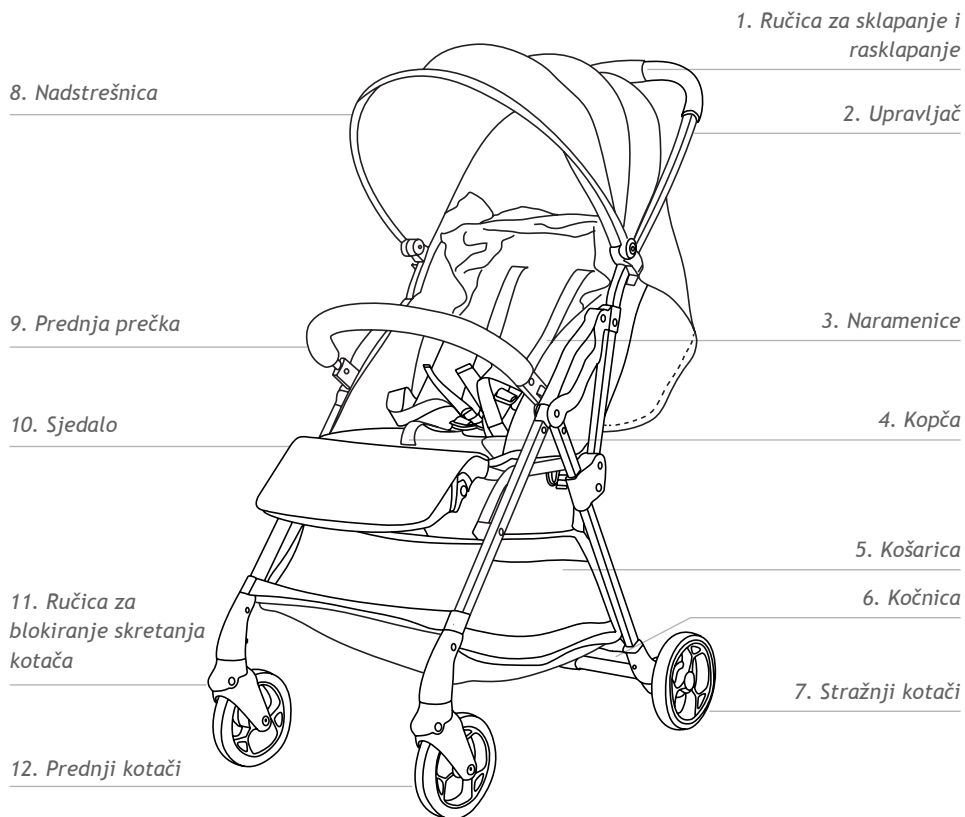 1. Ručica za sklapanje i
rasklapanje
2. Upravljač
3. Naramenice
4. Kopča
5. Košarica
6. Kočnica
7. Stražnji kotači
8. Nadstrešnica
9. Prednja prečka
10. Sjedalo
11. Ručica za
blokiranje skretanja
kotača
12. Prednji kotači